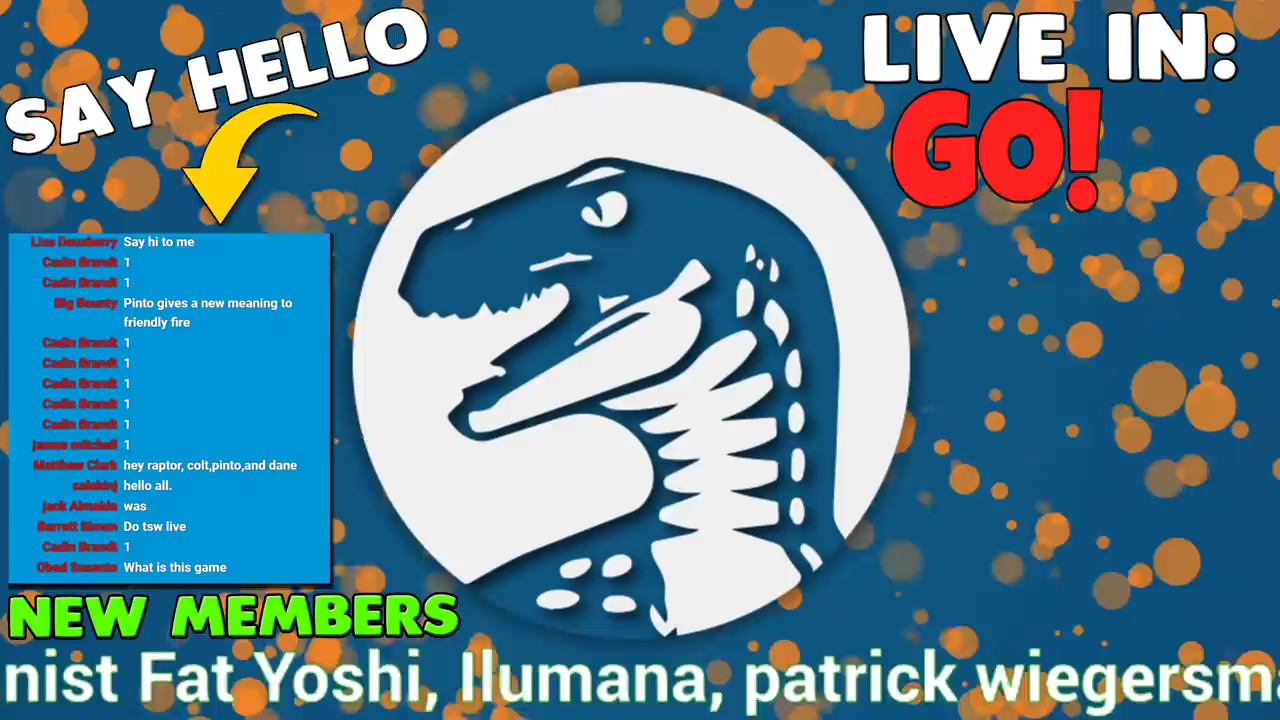 SAY HELLO
LIVE IN:
GO!
Say hi to me
Cadin Brandt 1
Cadin Brandt 1
Big Bounty Pinto gives a new meaning to
friendly fire
Cadin Brandt 1
Cadin Brandt 1
Cadin Brandt 1
Cadin Brandt 1
Cadin Brandt 1
james mitchell 1
Matthew Clark hey raptor, colt,pinto,and dane
hello all.
jack Almeida was
Barrett Simon Do tsw live
Cadin Brandt 1
Obed Susanto What is this game
NEW MEMBERS
nist Fat Yoshi, Ilumana, patrick wiegersma